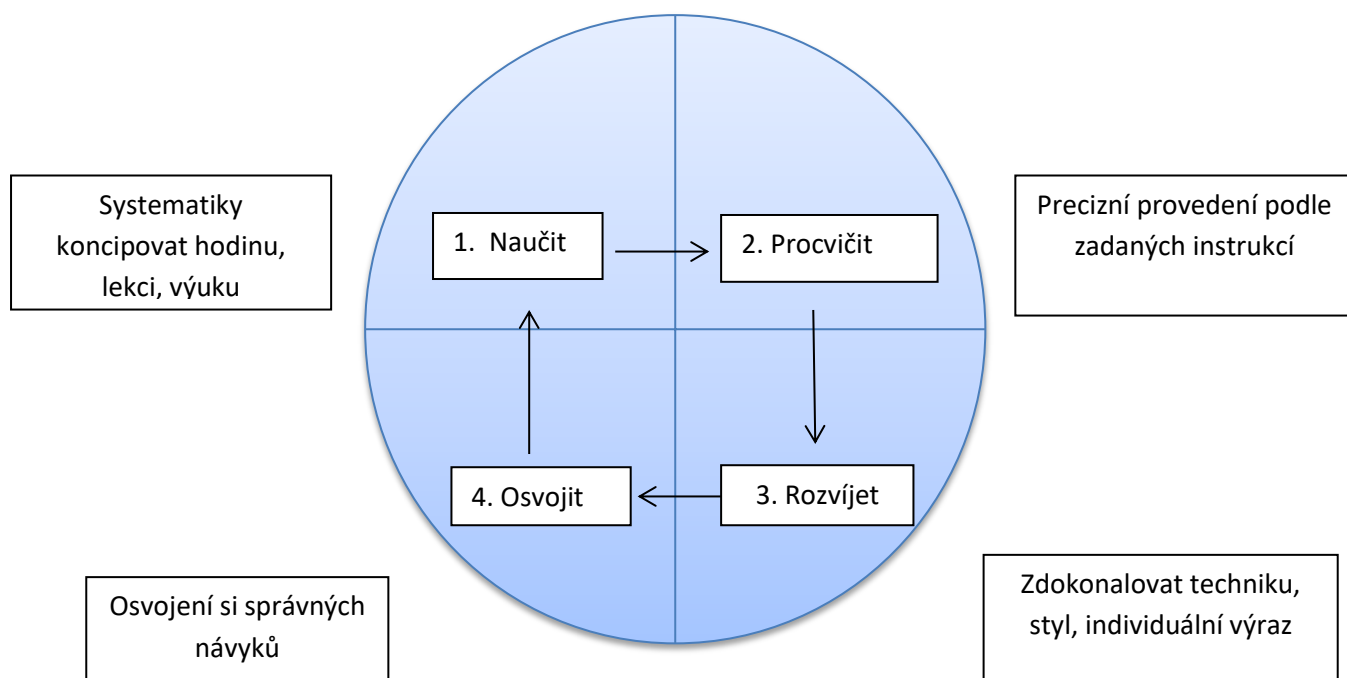 Systematiky
koncipovat hodinu,
lekci, výuku
1. Naučit
2. Procvičit
Precizní provedení podle
zadaných instrukcí
4. Osvojit
3. Rozvíjet
Osvojení si správných
návyků
Zdokonalovat techniku,
styl, individuální výraz